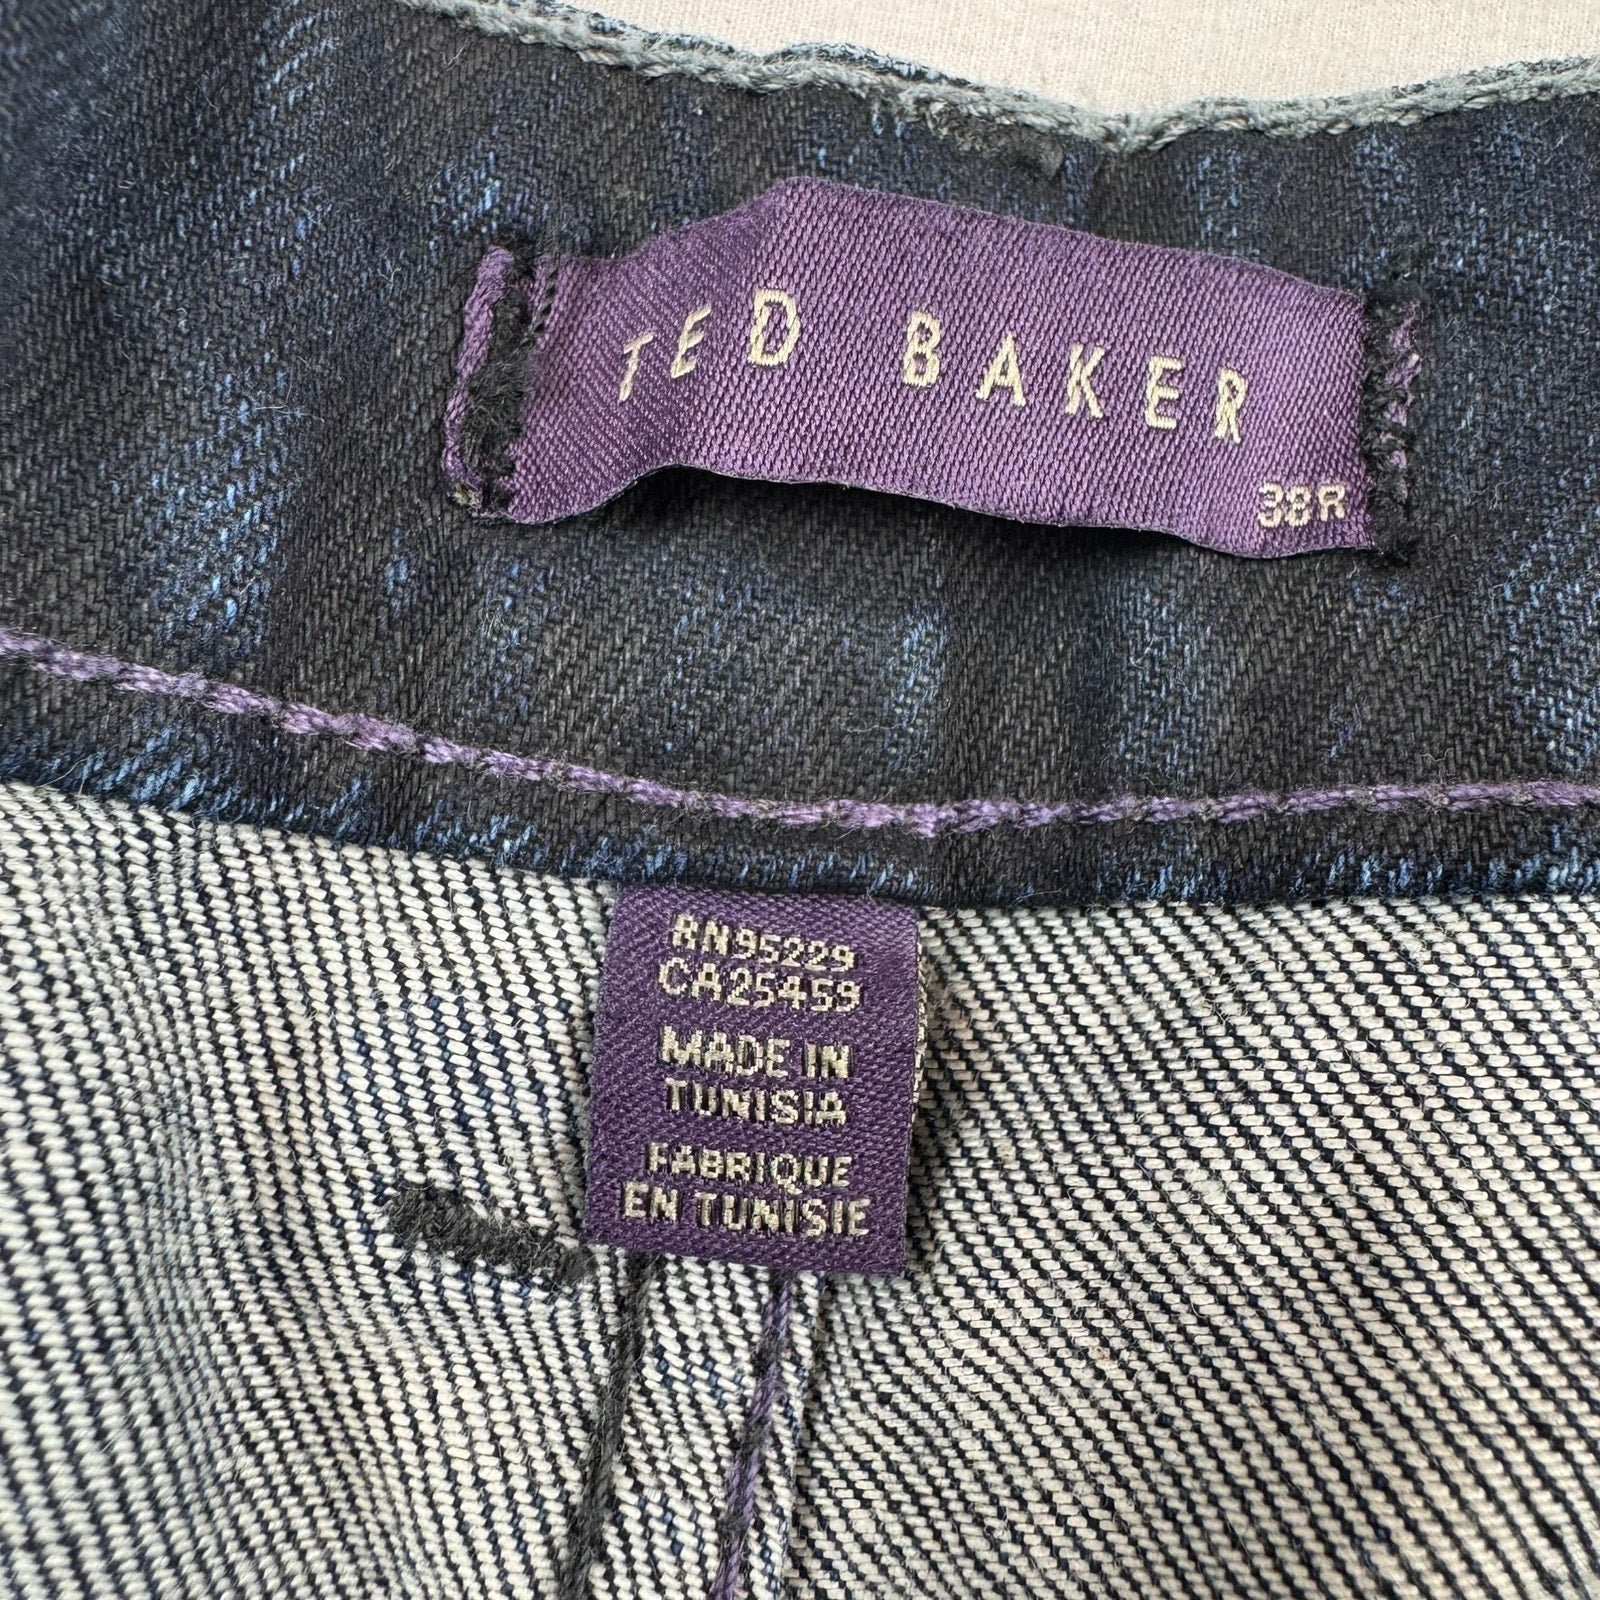 TED BAKER
38R
RN95229
CA25459
MADE IN
TUNISIA
FABRIQUE
EN TUNISIE